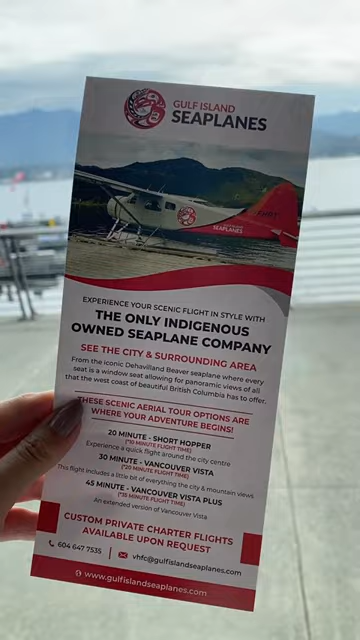 GULF ISLAND
SEAPLANES
SEAPLANES
EXPERIENCE YOUR SCENIC FLIGHT IN STYLE WITH
THE ONLY INDIGENOUS
OWNED SEAPLANE COMPANY
SEE THE CITY & SURROUNDING AREA
From the iconic Dehavilland Beaver seaplane where every
seat is a window seat allowing for panoramic views of all
that the west coast of beautiful British Columbia has to offer.
THESE SCENIC AERIAL TOUR OPTIONS ARE
WHERE YOUR ADVENTURE BEGINS!
20 MINUTE - SHORT HOPPER
(*10 MINUTE FLIGHT TIME)
Experience a quick flight around the city centre
30 MINUTE - VANCOUVER VISTA
(*20 MINUTE FLIGHT TIME)
This flight includes a little bit of everything the city & mountain views
45 MINUTE - VANCOUVER VISTA PLUS
(*35 MINUTE FLIGHT TIME)
An extended version of Vancouver Vista
CUSTOM PRIVATE CHARTER FLIGHTS
AVAILABLE UPON REQUEST
604 647 7535 | vhfc@gulfislandseaplanes.com
www.gulfislandseaplanes.com